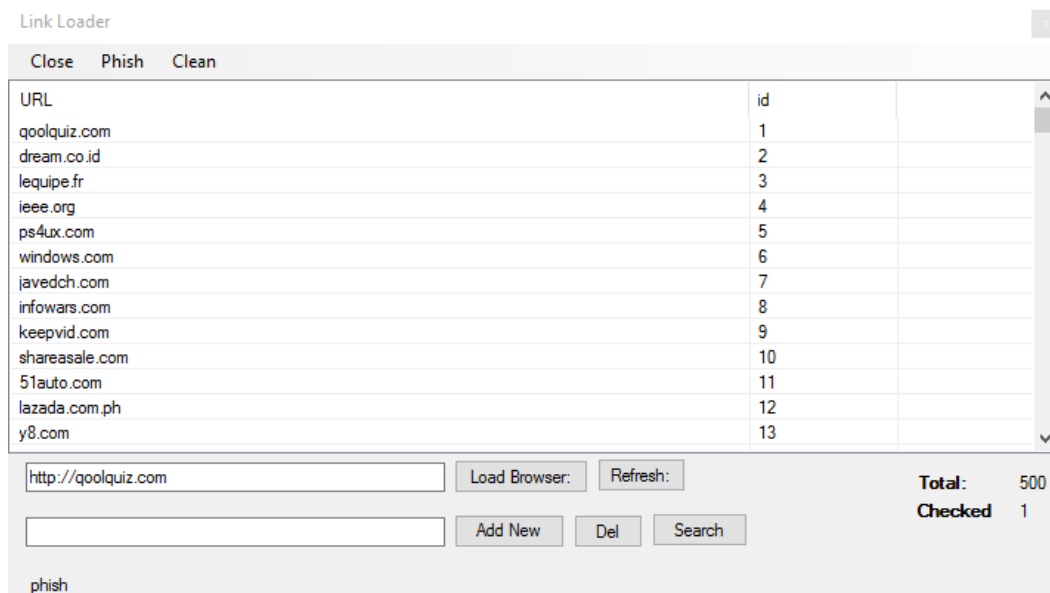 Link Loader
Close Phish Clean
URL id
qoolquiz.com 1
dream.co.id 2
lequipe.fr 3
ieee.org 4
ps4ux.com 5
windows.com 6
javedch.com 7
infowars.com 8
keepvid.com 9
shareasale.com 10
51auto.com 11
lazada.com.ph 12
y8.com 13
http://qoolquiz.com Load Browser: Refresh: Total: 500
Checked 1
Add New Del Search
phish